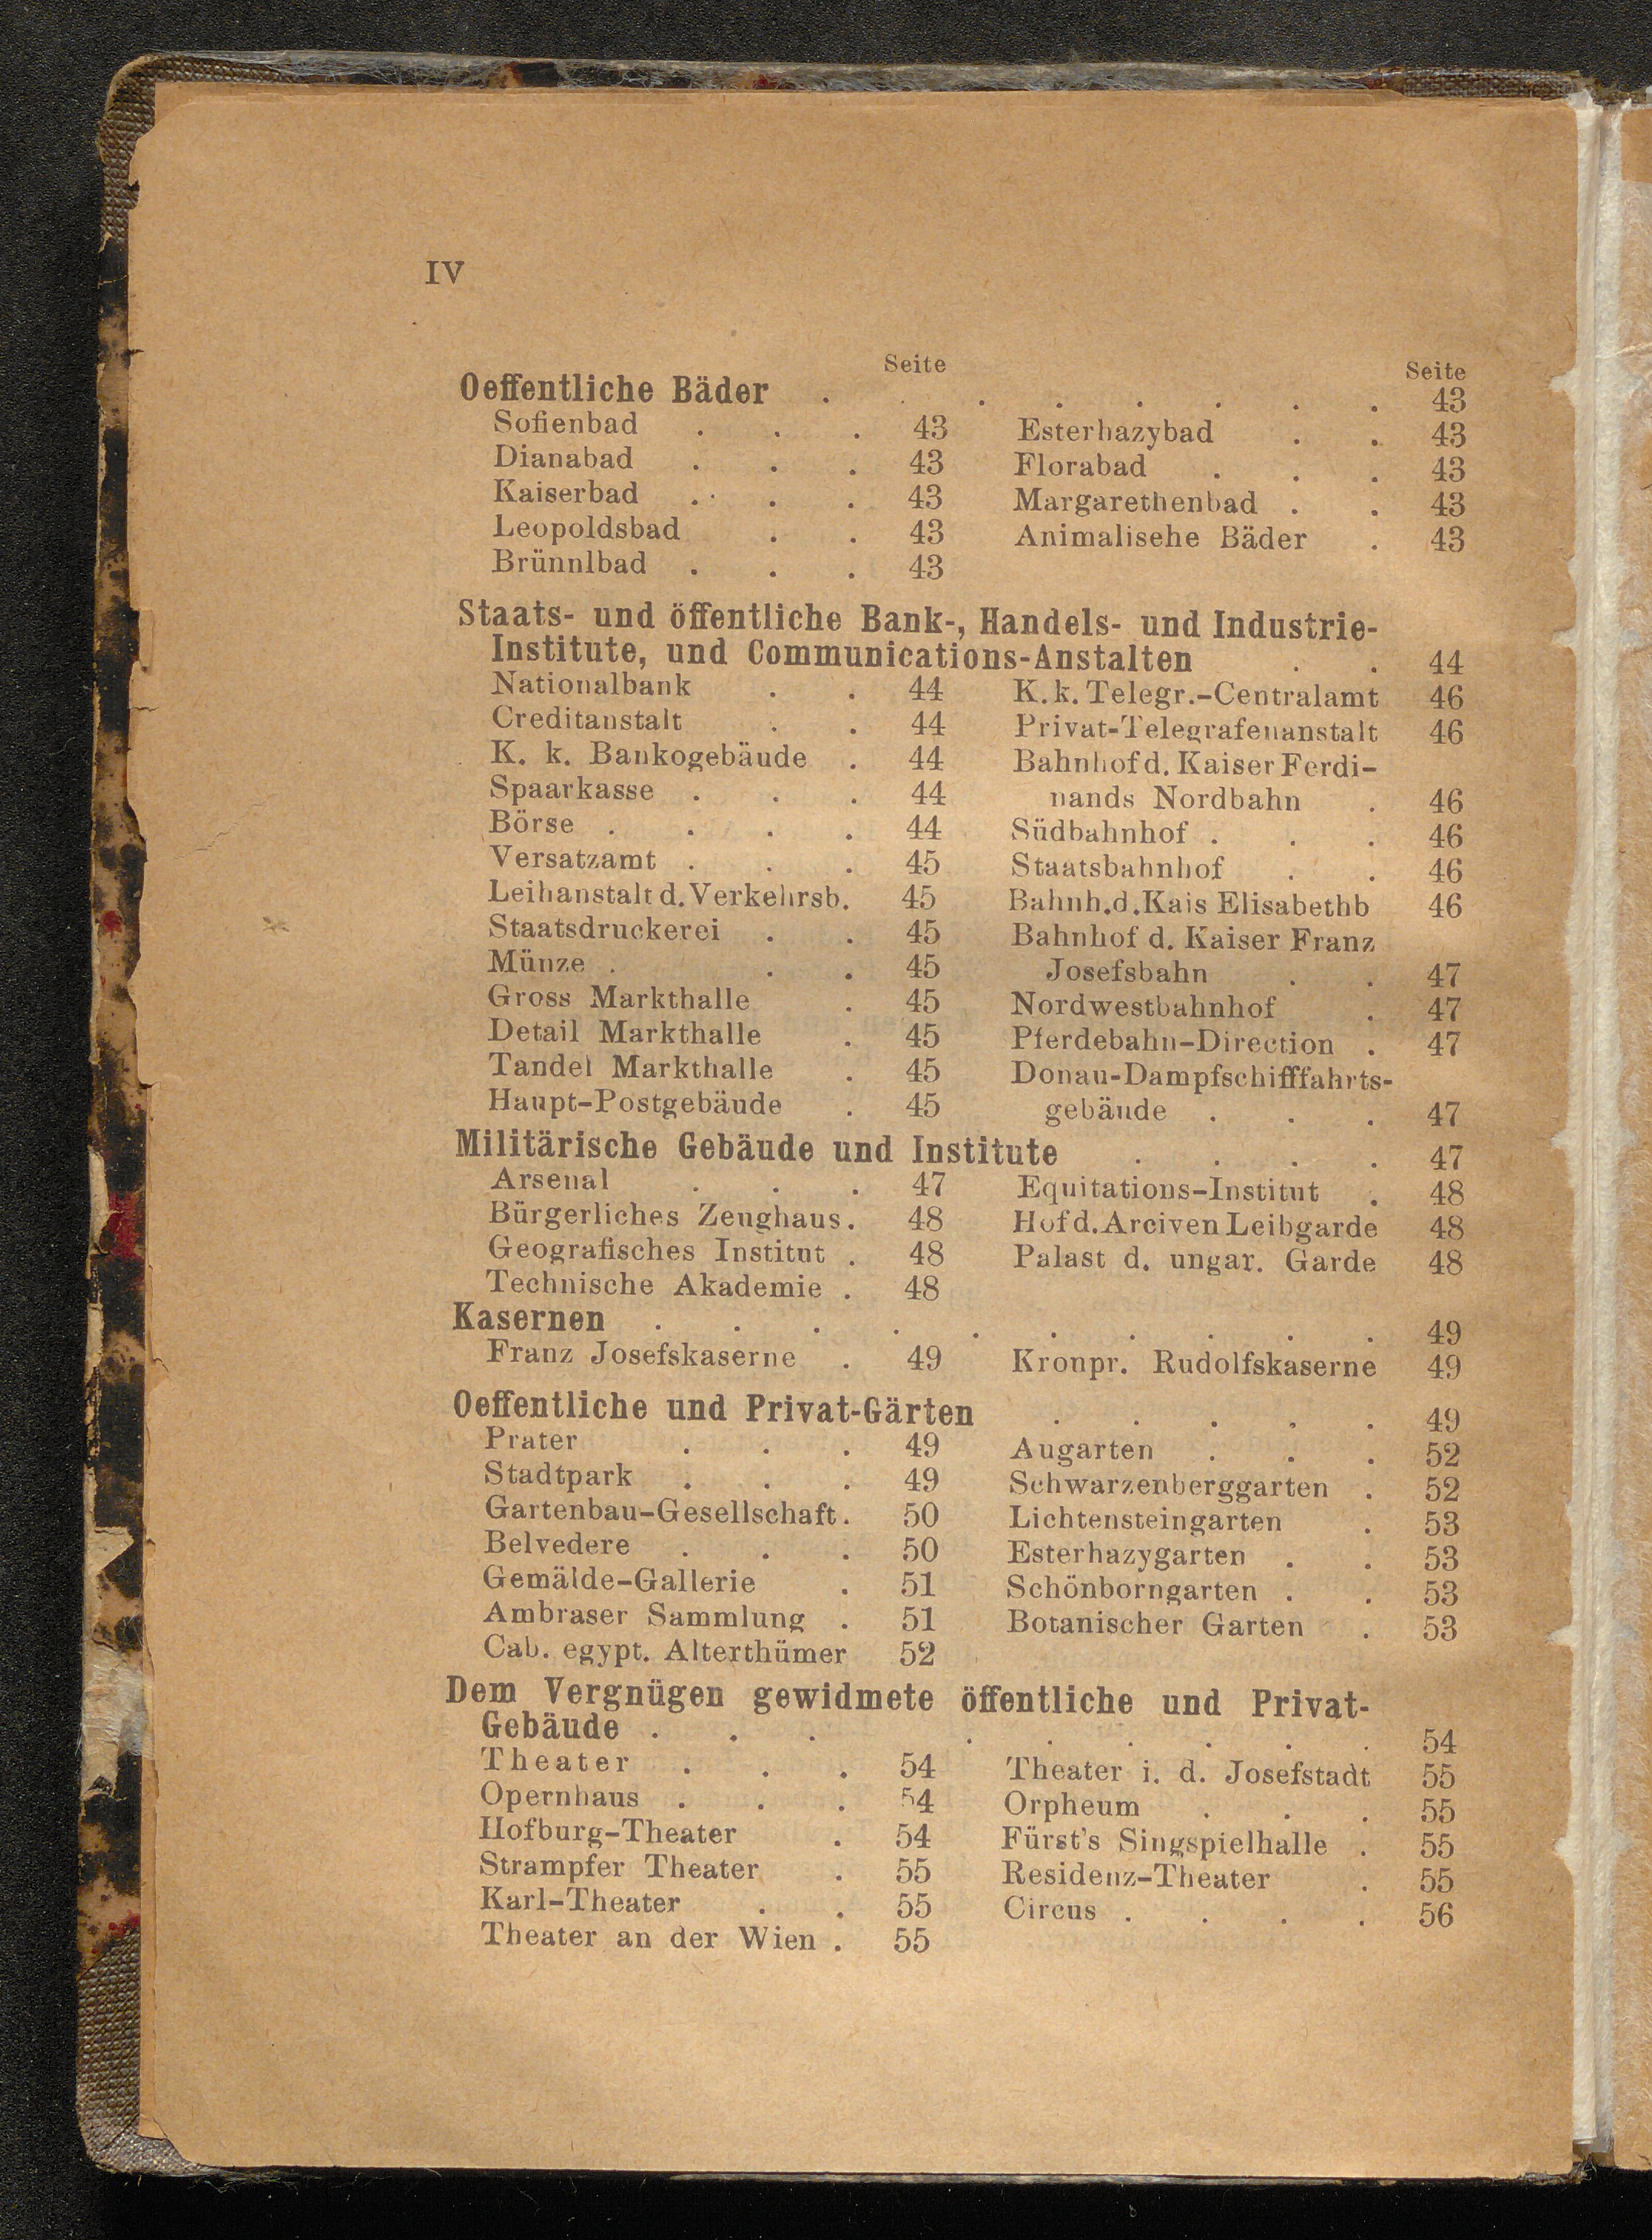 IV
Seite
Seite
Oeffentliche Bäder . . . . . . . . 43
Sofienbad . . . 43
Dianabad . . . 43
Kaiserbad . . . 43
Leopoldsbad . . 43
Brünnlbad . . . 43
Esterhazybad . . 43
Florabad . . . 43
Margarethenbad . . 43
Animalisehe Bäder . 43
Staats- und öffentliche Bank-, Handels- und Industrie-
Institute, und Communications-Anstalten . . 44
Nationalbank . . 44
Creditanstalt . . 44
K. k. Bankogebäude . 44
Spaarkasse . . . 44
Börse . . . . 44
Versatzamt . . . 45
Leihanstalt d. Verkehrsb. 45
Staatsdruckerei . . 45
Münze . . . 45
Gross Markthalle . 45
Detail Markthalle . 45
Tandel Markthalle . 45
Haupt-Postgebäude . 45
K. k. Telegr.-Centralamt 46
Privat-Telegrafenanstalt 46
Bahnhof d. Kaiser Ferdi-
nands Nordbahn . 46
Südbahnhof . . . 46
Staatsbahnhof . . 46
Bahnh.d.Kais Elisabethb 46
Bahnhof d. Kaiser Franz
Josefsbahn . . 47
Nordwestbahnhof . 47
Pferdebahn-Direction . 47
Donau-Dampfschifffahrts-
gebäude . . . 47
Militärische Gebäude und Institute . . . . 47
Arsenal . . . 47
Bürgerliches Zeughaus. 48
Geografisches Institut . 48
Technische Akademie . 48
Equitations-Institut . 48
Hof d. Arciven Leibgarde 48
Palast d. ungar. Garde 48
Kasernen . . . . . . . . . . 49
Franz Josefskaserne . 49
Kronpr. Rudolfskaserne 49
Oeffentliche und Privat-Gärten . . . . . 49
Prater . . . 49
Stadtpark . . . 49
Gartenbau-Gesellschaft. 50
Belvedere . . . 50
Gemälde-Gallerie . 51
Ambraser Sammlung . 51
Cab. egypt. Alterthümer 52
Augarten . . . 52
Schwarzenberggarten . 52
Lichtensteingarten . 53
Esterhazygarten . . 53
Schönborngarten . . 53
Botanischer Garten . 53
Dem Vergnügen gewidmete öffentliche und Privat-
Gebäude . . . . . . . . . 54
Theater . . . 54
Opernhaus . . . 54
Hofburg-Theater . 54
Strampfer Theater . 55
Karl-Theater . . 55
Theater an der Wien . 55
Theater i. d. Josefstadt 55
Orpheum . . . 55
Fürst's Singspielhalle . 55
Residenz-Theater . 55
Circus . . . . 56